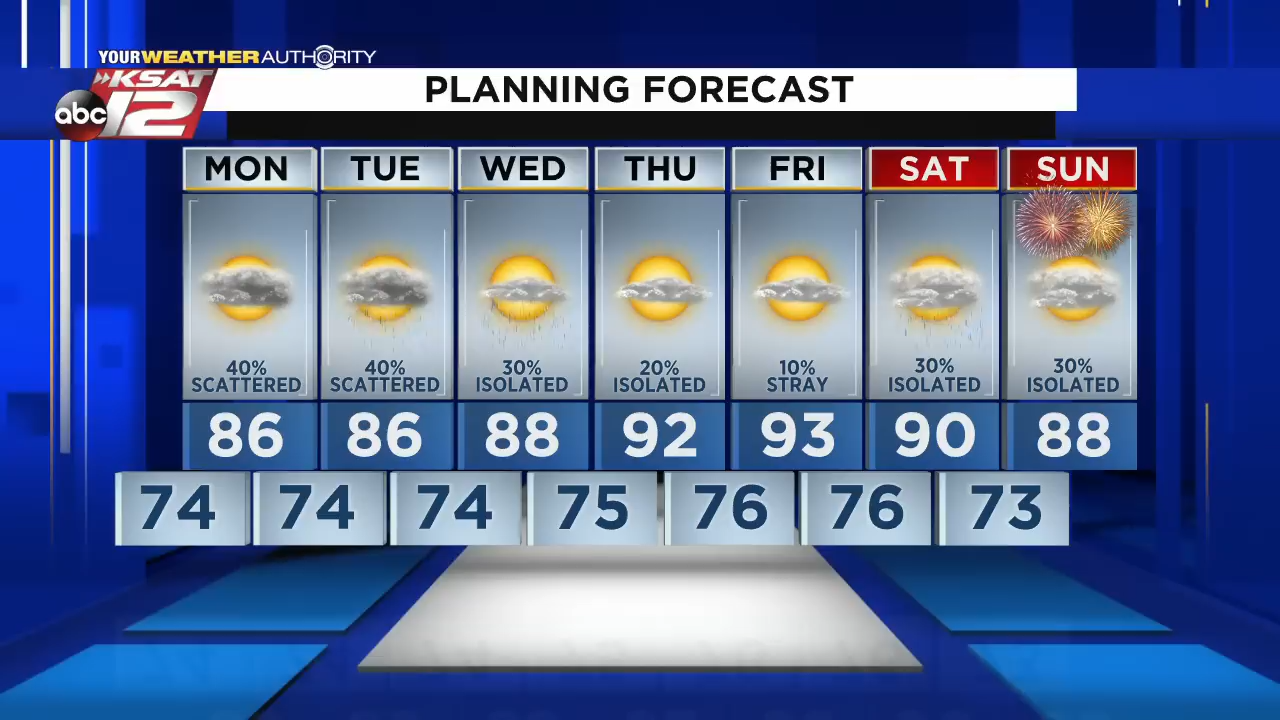 YOURWEATHERAUTHORITY
KSAT
abc 12
PLANNING FORECAST
MON TUE WED THU FRI SAT SUN
40% 40% 30% 20% 10% 30% 30%
SCATTERED SCATTERED ISOLATED ISOLATED STRAY ISOLATED ISOLATED
86 86 88 92 93 90 88
74 74 74 75 76 76 73